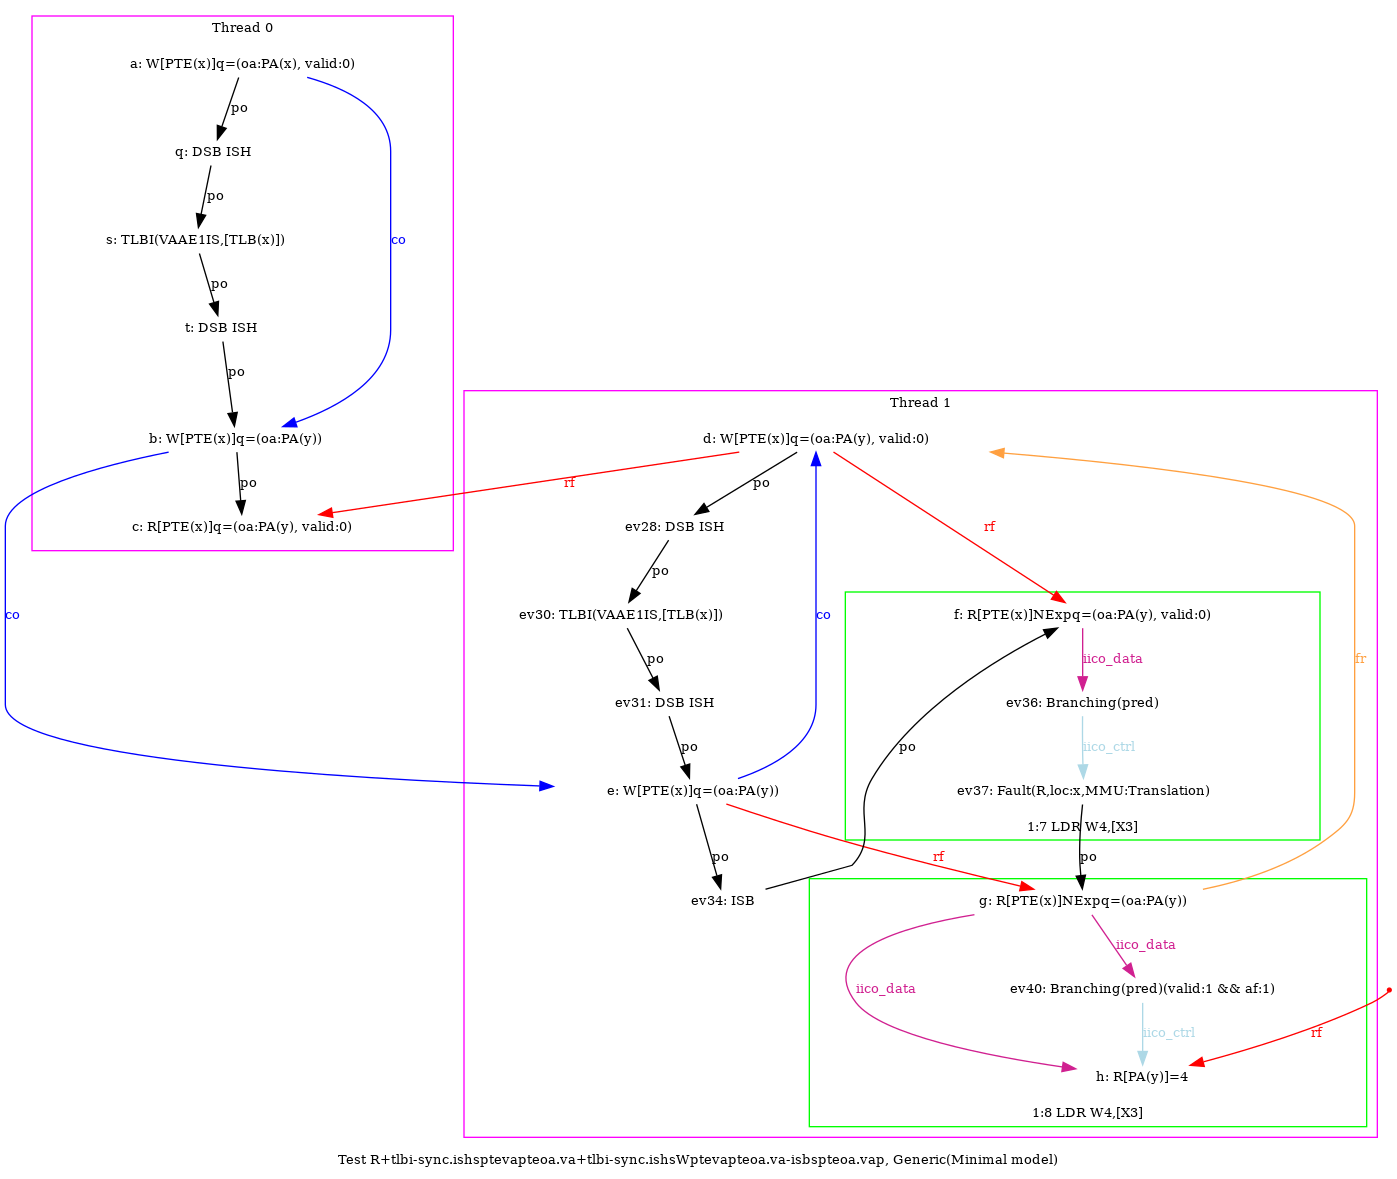 Thread 0
a: W[PTE(x)]q=(oa:PA(x), valid:0)
po
q: DSB ISH
po
s: TLBI(VAAE1IS,[TLB(x)])
co
po
t: DSB ISH
po
b: W[PTE(x)]q=(oa:PA(y))
po
c: R[PTE(x)]q=(oa:PA(y), valid:0)
co
Thread 1
d: W[PTE(x)]q=(oa:PA(y), valid:0)
rf
po
ev28: DSB ISH
rf
po
ev30: TLBI(VAAE1IS,[TLB(x)])
co
f: R[PTE(x)]NExpq=(oa:PA(y), valid:0)
po
iico_data
fr
ev31: DSB ISH
ev36: Branching(pred)
po
po
iico_ctrl
e: W[PTE(x)]q=(oa:PA(y))
ev37: Fault(R,loc:x,MMU:Translation)
1:7 LDR W4,[X3]
po
rf
po
ev34: ISB
g: R[PTE(x)]NExpq=(oa:PA(y))
iico_data
iico_data
ev40: Branching(pred)(valid:1 && af:1)
iico_ctrl
rf
h: R[PA(y)]=4
1:8 LDR W4,[X3]
Test R+tlbi-sync.ishsptevapteoa.va+tlbi-sync.ishsWptevapteoa.va-isbspteoa.vap, Generic(Minimal model)